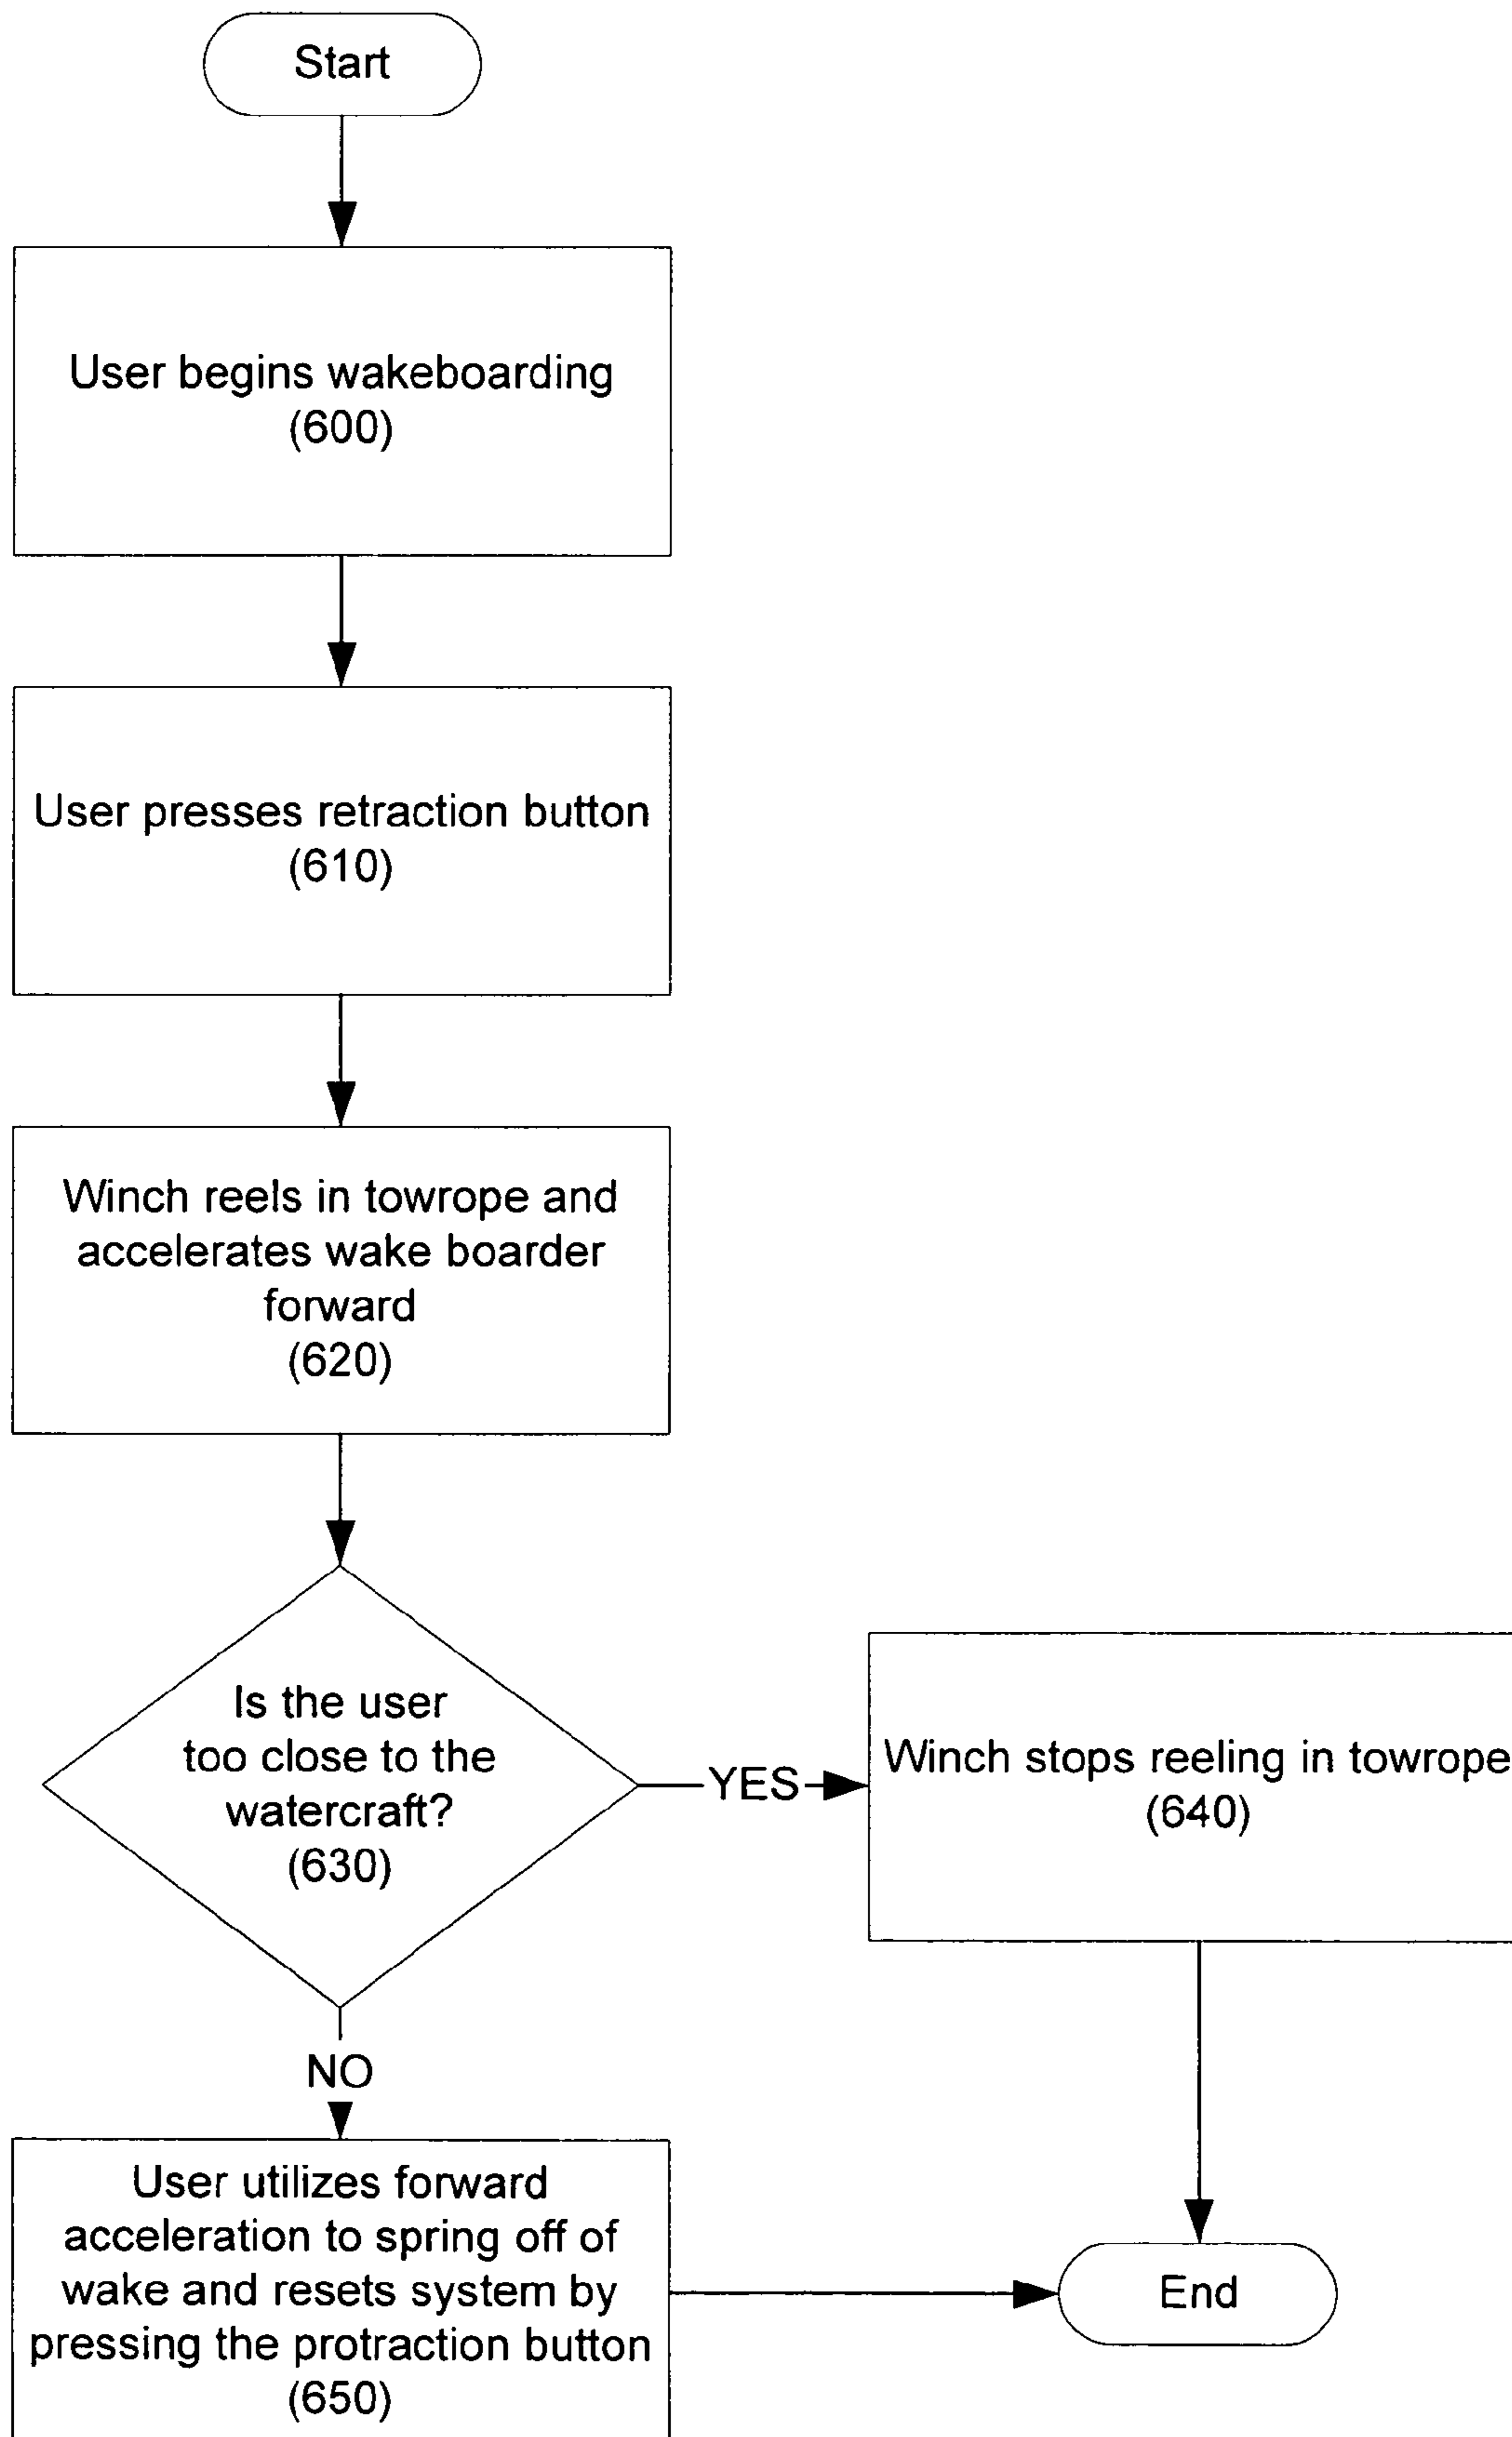 Start
User begins wakeboarding
(600)
User presses retraction button
(610)
Winch reels in towrope and
accelerates wake boarder
forward
(620)
Is the user
too close to the
watercraft?
(630)
YES
Winch stops reeling in towrope
(640)
NO
User utilizes forward
acceleration to spring off of
wake and resets system by
pressing the protraction button
(650)
End